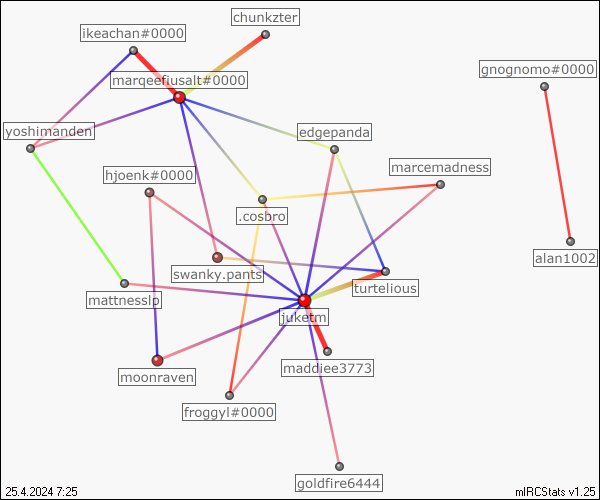 chunkzter
ikeachan#0000
gnognomo#0000
marqeefiusalt#0000
yoshimanden
edgepanda
marcemadness
hjoenk#0000
.cosbro
alan1002
swanky.pants
turtelious
mattnesslp
juketm
maddiee3773
moonraven
froggyl#0000
goldfire6444
25.4.2024 7:25
mIRCStats v1.25